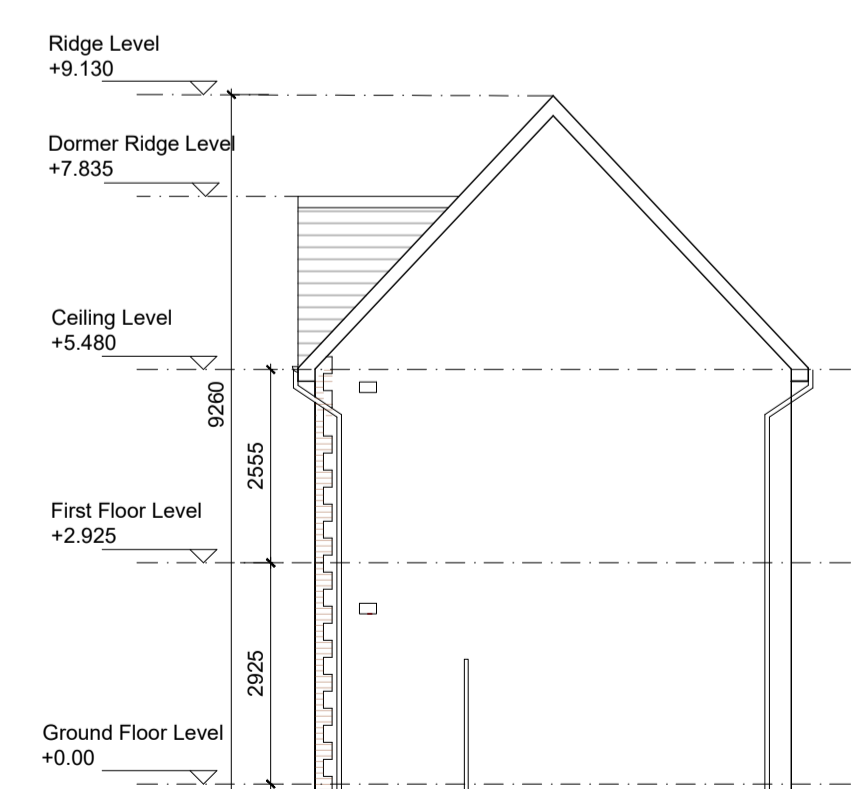 Ridge Level
+9.130
Dormer Ridge Level
+7.835
Ceiling Level
+5.480
9260
2555
First Floor Level
+2.925
2925
Ground Floor Level
+0.00